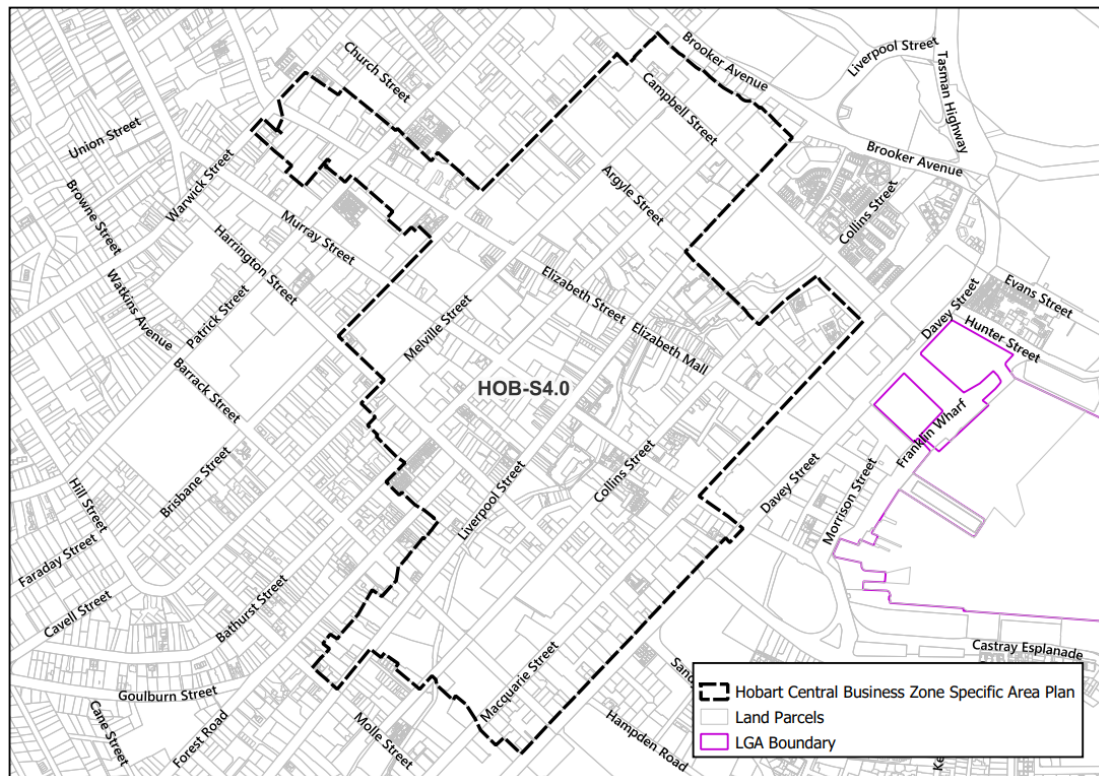 Brooker Avenue
Liverpool Street
Church Street
Tasman Highway
Campbell Street
Union Street
Brooker Avenue
Warwick Street
Argyle Street
Collins Street
Browne Street
Murray Street
Harrington Street
Elizabeth Street
Evans Street
Watkins Avenue
Patrick Street
Melville Street
Davey Street
Hunter Street
Elizabeth Mall
Barrack Street
HOB-S4.0
Franklin Wharf
Brisbane Street
Liverpool Street
Collins Street
Davey Street
Hill Street
Morrison Street
Faraday Street
Cavell Street
Bathurst Street
Castray Esplanade
Goulburn Street
Macquarie Street
Cane Street
Forest Road
Molle Street
Hampden Road
Hobart Central Business Zone Specific Area Plan
Land Parcels
LGA Boundary